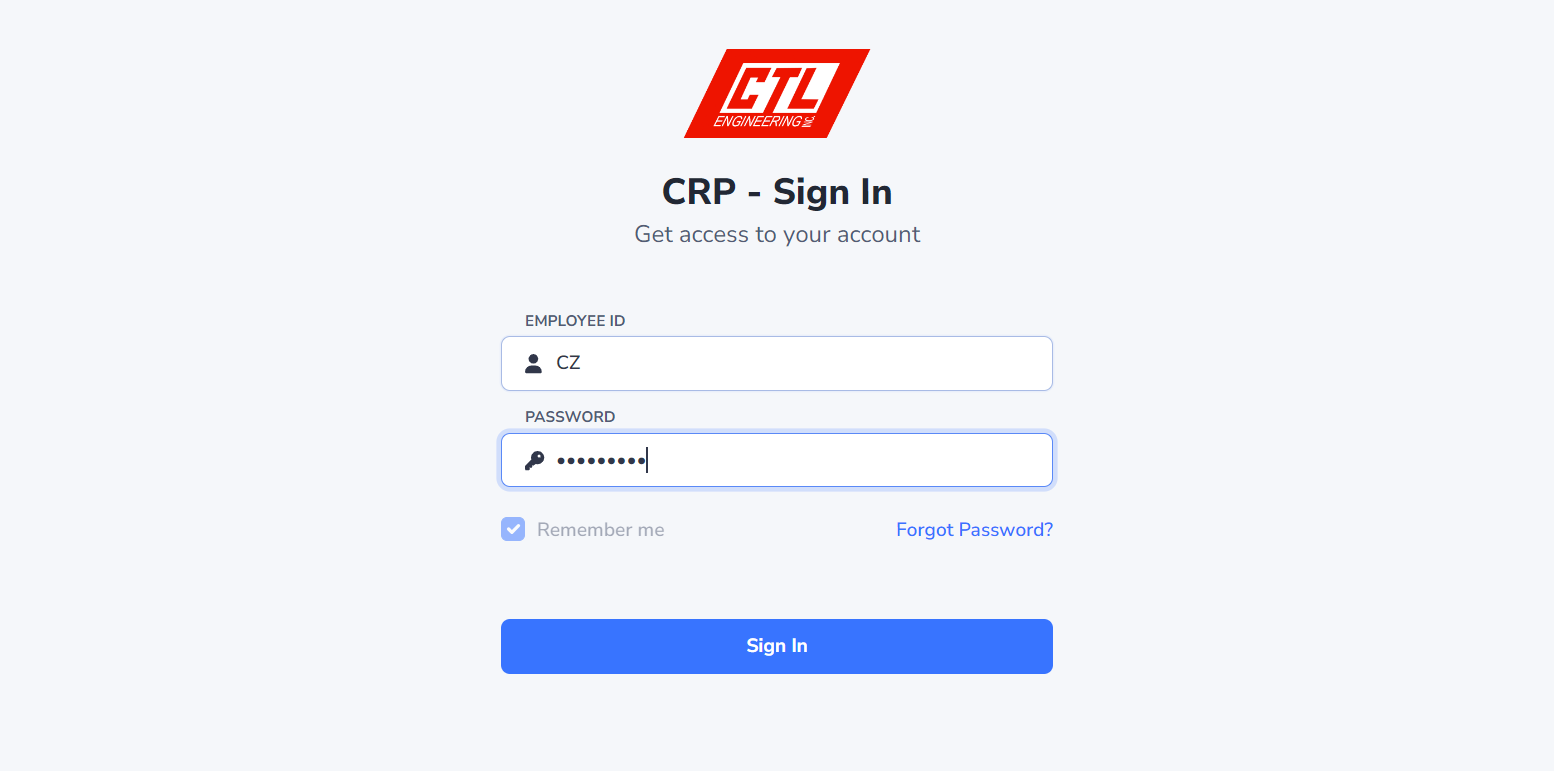 CTL
ENGINEERING INC.
CRP - Sign In
Get access to your account
EMPLOYEE ID
CZ
PASSWORD
•••••••••
Remember me
Forgot Password?
Sign In